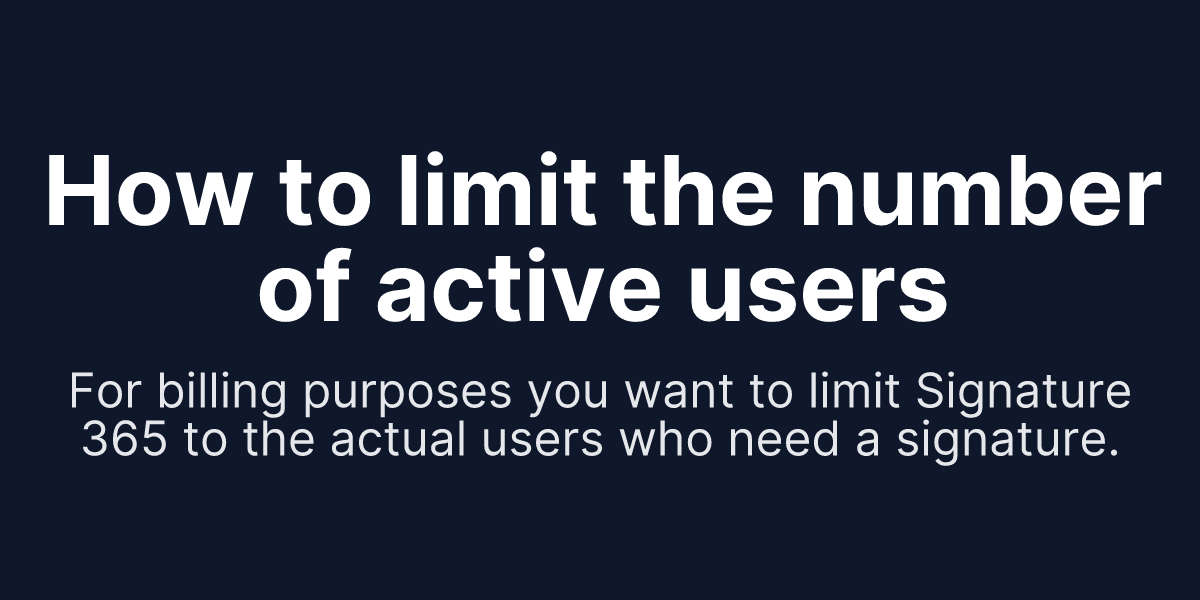 How to limit the number
of active users
For billing purposes you want to limit Signature
365 to the actual users who need a signature.